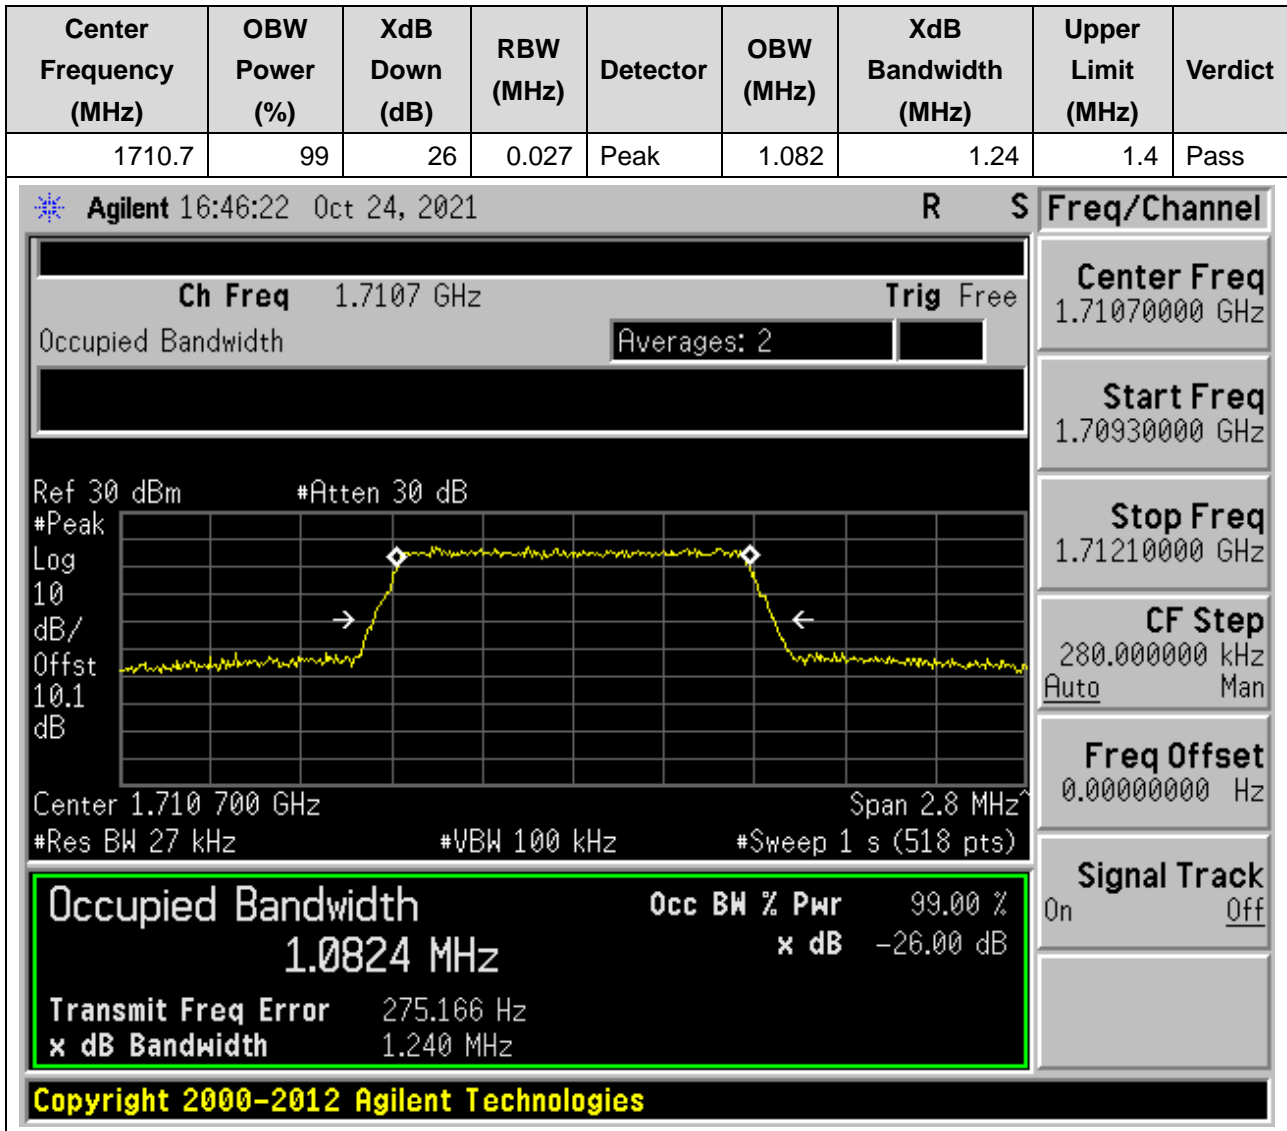 Center Frequency (MHz) OBW Power (%) XdB Down (dB) RBW (MHz) Detector OBW (MHz) XdB Bandwidth (MHz) Upper Limit (MHz) Verdict
1710.7 99 26 0.027 Peak 1.082 1.24 1.4 Pass
Agilent 16:46:22 Oct 24, 2021 R S
Ch Freq 1.7107 GHz Trig Free
Occupied Bandwidth Averages: 2
Ref 30 dBm #Atten 30 dB
#Peak
Log
10
dB/
Offst
10.1
dB
Center 1.710 700 GHz Span 2.8 MHz^
#Res BW 27 kHz #VBW 100 kHz #Sweep 1 s (518 pts)
Occupied Bandwidth Occ BW % Pwr 99.00 %
1.0824 MHz x dB -26.00 dB
Transmit Freq Error 275.166 Hz
x dB Bandwidth 1.240 MHz
Copyright 2000-2012 Agilent Technologies
Freq/Channel
Center Freq
1.71070000 GHz
Start Freq
1.70930000 GHz
Stop Freq
1.71210000 GHz
CF Step
280.000000 kHz
Auto Man
Freq Offset
0.00000000 Hz
Signal Track
On Off